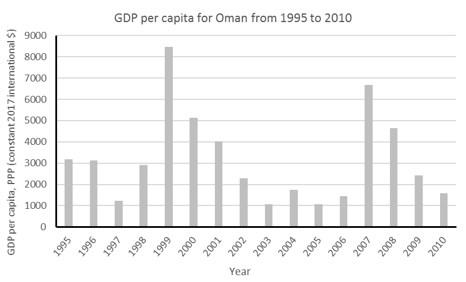 GDP per capita for Oman from 1995 to 2010
GDP per capita, PPP (constant 2017 international $)
9000
8000
7000
6000
5000
4000
3000
2000
1000
0
1995 1996 1997 1998 1999 2000 2001 2002 2003 2004 2005 2006 2007 2008 2009 2010
Year